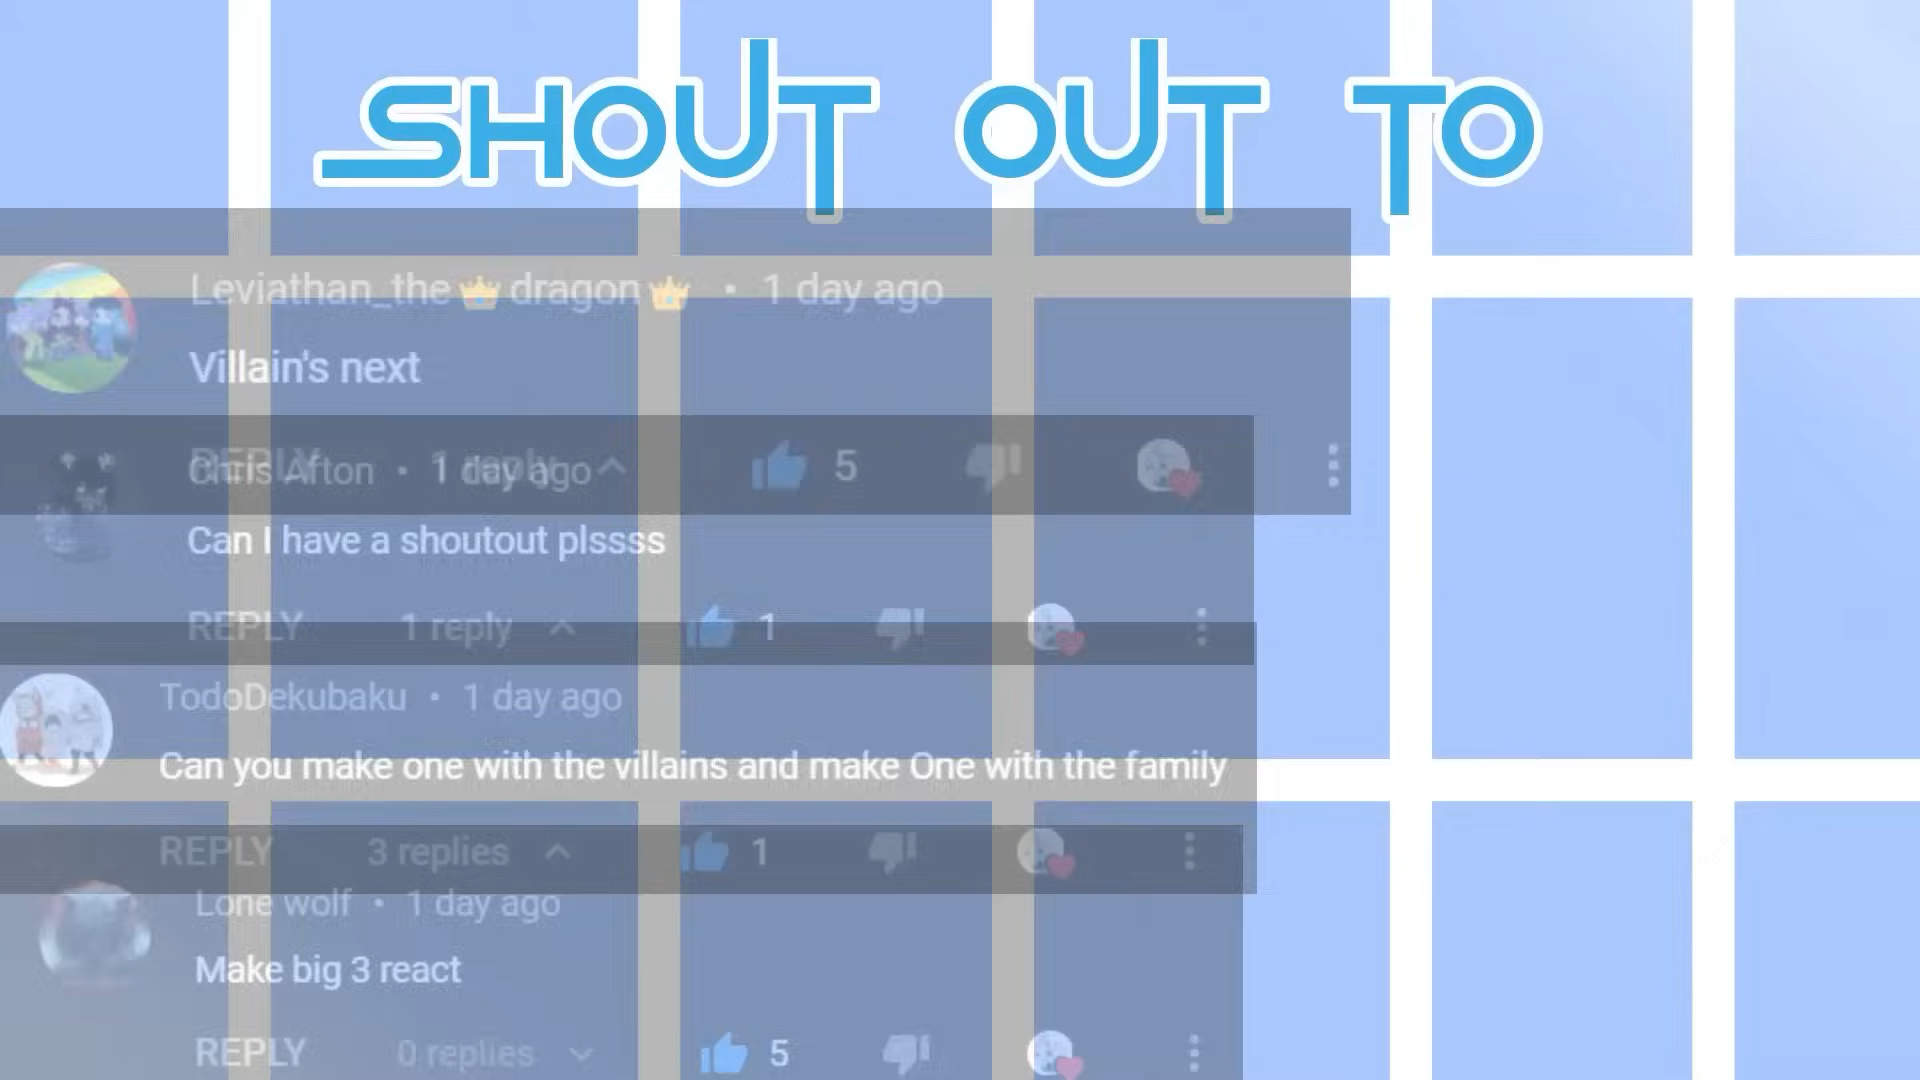 SHOUT OUT TO
Leviathan_the👑dragon👑 • 1 day ago
Villain's next
REPLY 1 reply 5
Chris Afton • 1 day ago
Can I have a shoutout plssss
REPLY 1 reply 1
TodoDekubaku • 1 day ago
Can you make one with the villains and make One with the family
REPLY 3 replies 1
Lone wolf • 1 day ago
Make big 3 react
REPLY 0 replies 5